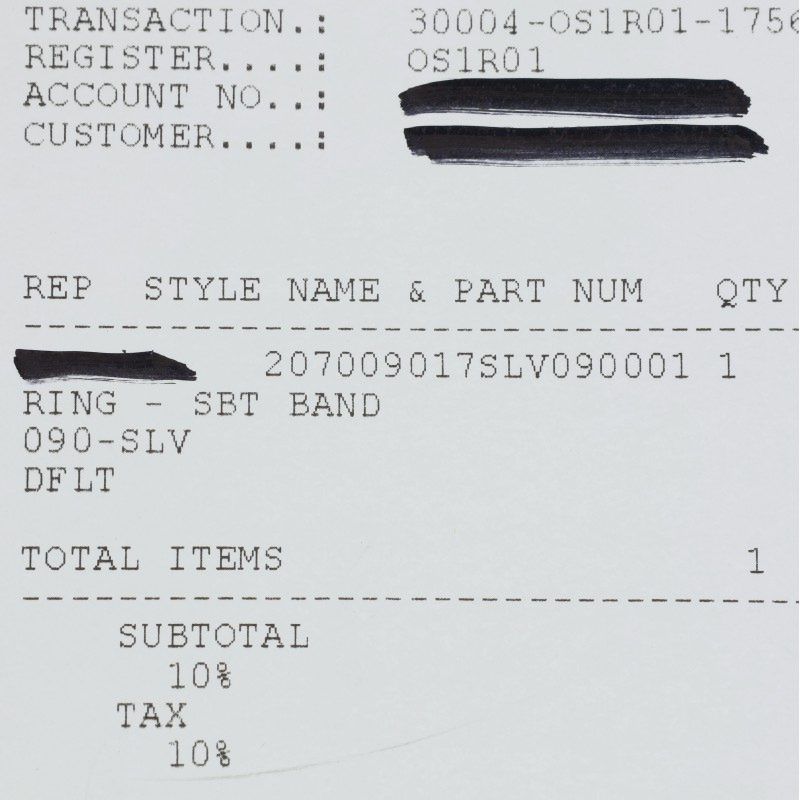 TRANSACTION.: 30004-OS1R01-1756
REGISTER....: OS1R01
ACCOUNT NO..:
CUSTOMER....:
REP STYLE NAME & PART NUM QTY
207009017SLV090001 1
RING - SBT BAND
090-SLV
DFLT
TOTAL ITEMS 1
SUBTOTAL
10%
TAX
10%